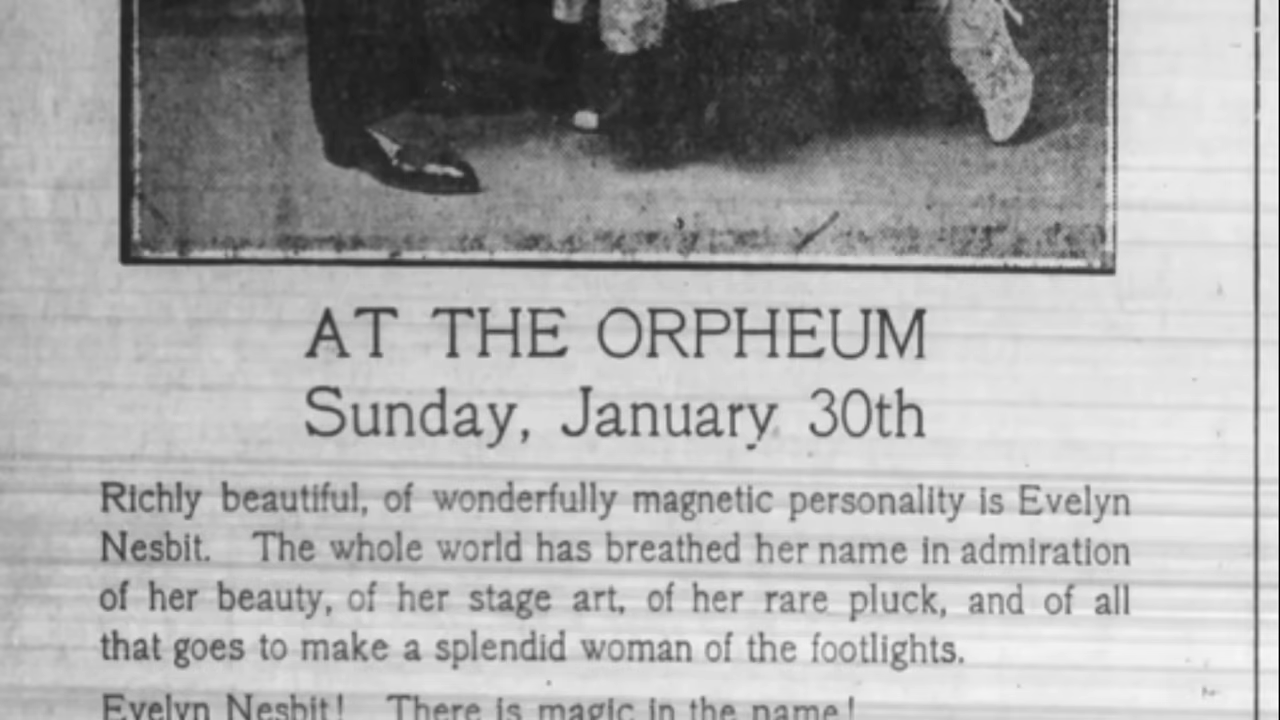 AT THE ORPHEUM
Sunday, January 30th
Richly beautiful, of wonderfully magnetic personality is Evelyn
Nesbit. The whole world has breathed her name in admiration
of her beauty, of her stage art, of her rare pluck, and of all
that goes to make a splendid woman of the footlights.
Evelyn Nesbit! There is magic in the name!